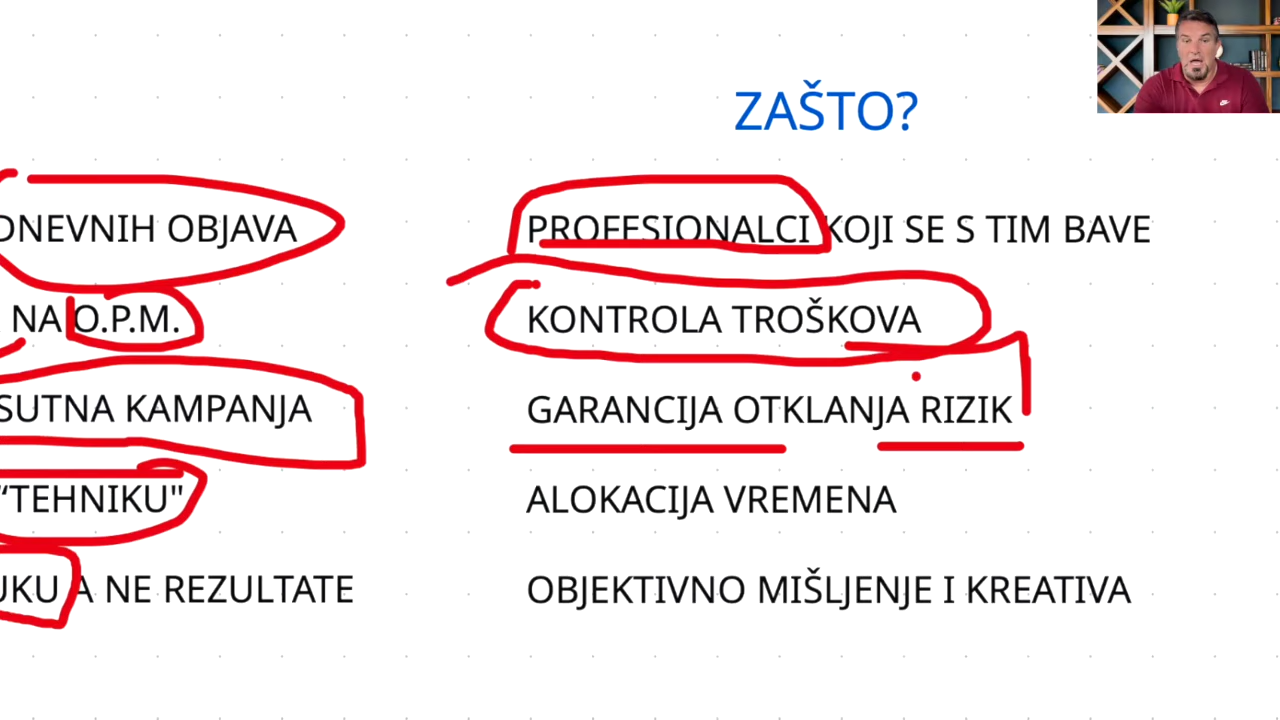 ZAŠTO?
DNEVNIH OBJAVA
NA O.P.M.
SUTNA KAMPANJA
"TEHNIKU"
UKU A NE REZULTATE
PROFESIONALCI KOJI SE S TIM BAVE
KONTROLA TROŠKOVA
GARANCIJA OTKLANJA RIZIK
ALOKACIJA VREMENA
OBJEKTIVNO MIŠLJENJE I KREATIVA